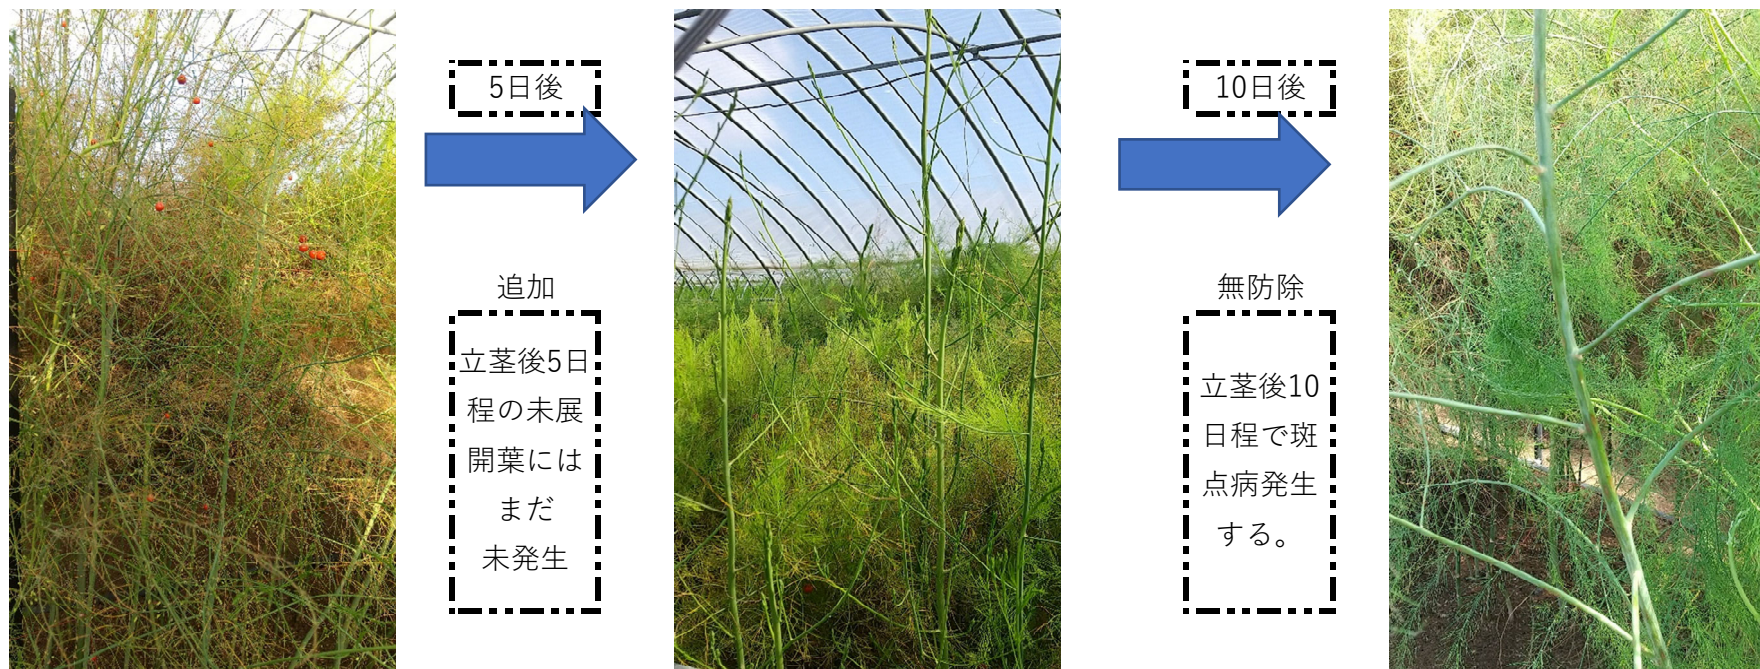 5日後
追加
立茎後5日
程の未展
開葉には
まだ
未発生
10日後
無防除
立茎後10
日程で斑
点病発生
する。